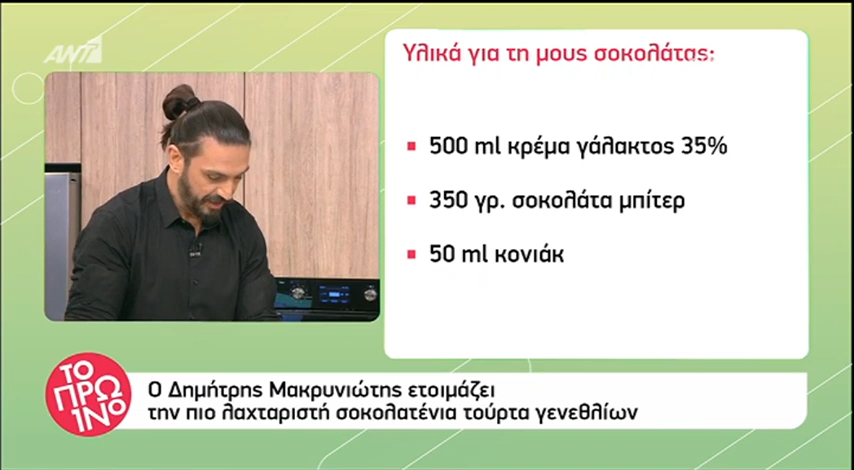 ANT1
Υλικά για τη μους σοκολάτας:
500 ml κρέμα γάλακτος 35%
350 γρ. σοκολάτα μπίτερ
50 ml κονιάκ
ΤΟ
ΠΡΩ
ΙΝΟ
Ο Δημήτρης Μακρυνιώτης ετοιμάζει
την πιο λαχταριστή σοκολατένια τούρτα γενεθλίων